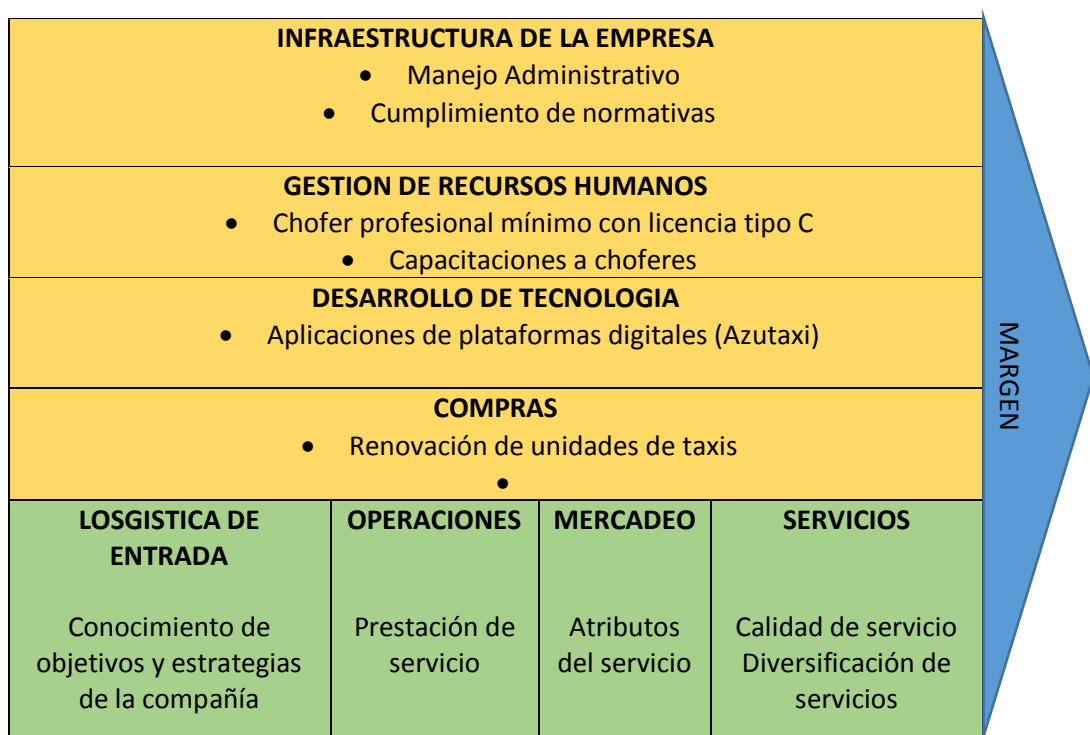 INFRAESTRUCTURA DE LA EMPRESA
• Manejo Administrativo
• Cumplimiento de normativas
GESTION DE RECURSOS HUMANOS
• Chofer profesional mínimo con licencia tipo C
• Capacitaciones a choferes
DESARROLLO DE TECNOLOGIA
• Aplicaciones de plataformas digitales (Azutaxi)
COMPRAS
• Renovación de unidades de taxis
•
LOSGISTICA DE
ENTRADA
Conocimiento de
objetivos y estrategias
de la compañía
OPERACIONES
Prestación de
servicio
MERCADEO
Atributos
del servicio
SERVICIOS
Calidad de servicio
Diversificación de
servicios
MARGEN